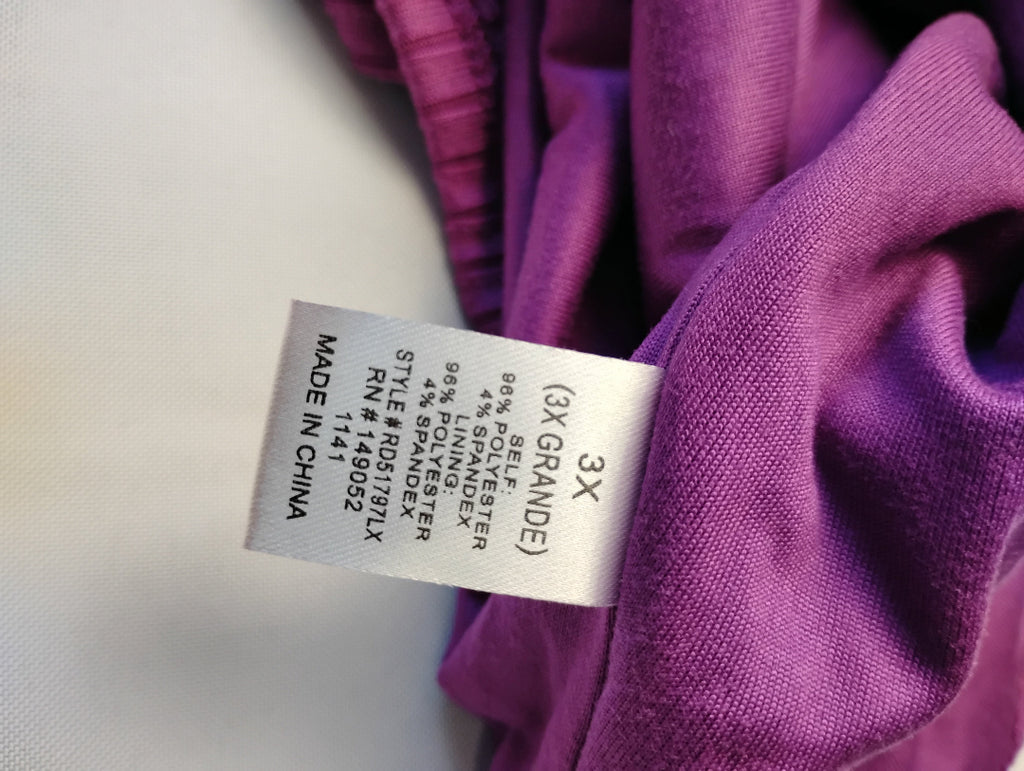 3X
(3X GRANDE)
SELF:
96% POLYESTER
4% SPANDEX
LINING:
96% POLYESTER
4% SPANDEX
STYLE # RD51797LX
RN # 149052
1141
MADE IN CHINA